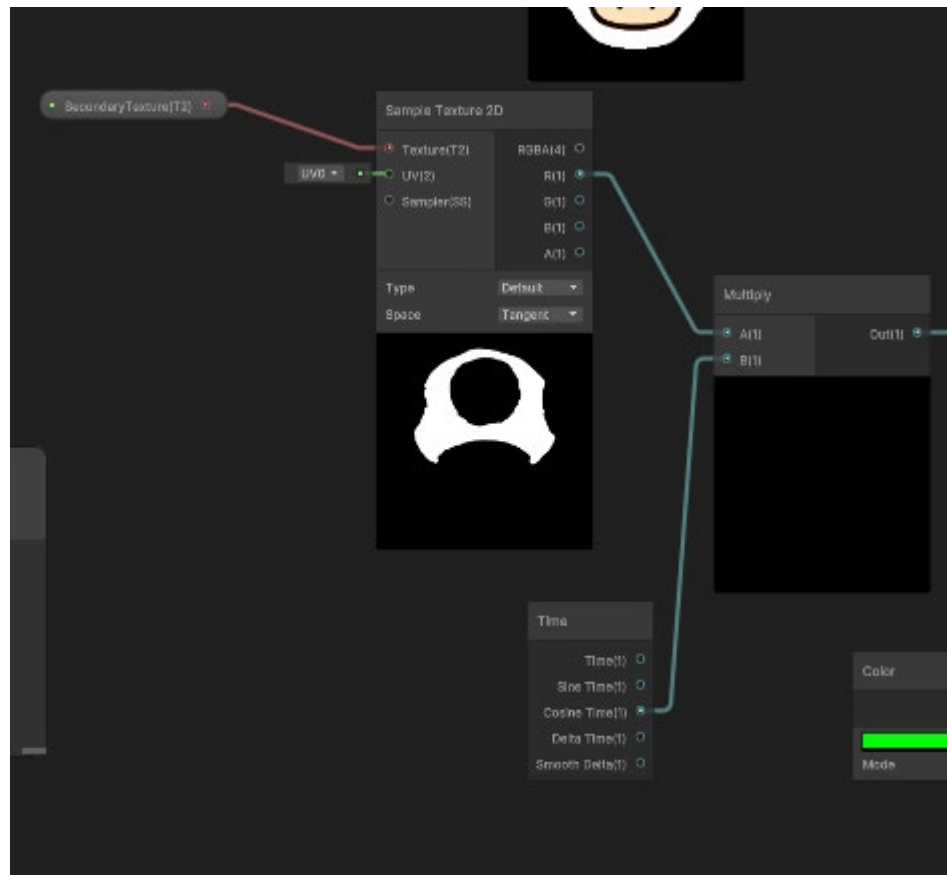 SecondaryTexture(T2)
Sample Texture 2D
Texture(T2)
RGBA(4)
UV0
UV(2)
R(1)
Sampler(SS)
G(1)
B(1)
A(1)
Type
Default
Space
Tangent
Multiply
A(1)
Out(1)
B(1)
Time
Time(1)
Sine Time(1)
Cosine Time(1)
Delta Time(1)
Smooth Delta(1)
Color
Mode